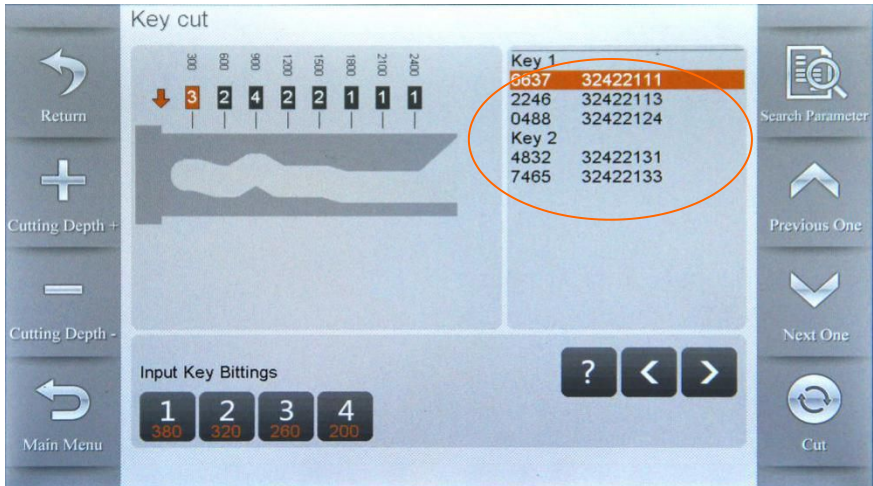 Key cut
Return
Cutting Depth +
Cutting Depth -
Main Menu
300 600 900 1200 1500 1800 2100 2400
3 2 4 2 2 1 1 1
Key 1
6637 32422111
2246 32422113
0488 32422124
Key 2
4832 32422131
7465 32422133
Input Key Bittings
1 2 3 4
380 320 260 200
? < >
Search Parameter
Previous One
Next One
Cut